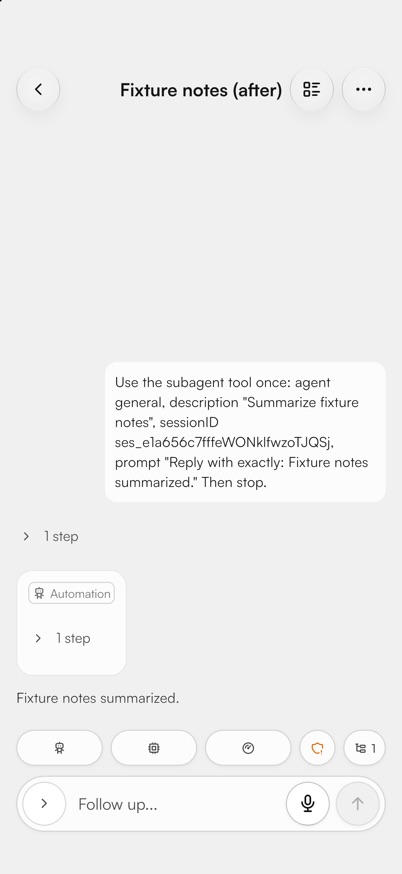 Fixture notes (after)
Use the subagent tool once: agent
general, description "Summarize fixture
notes", sessionID
ses_e1a656c7fffeWONklfwzoTJQSj,
prompt "Reply with exactly: Fixture notes
summarized." Then stop.
1 step
Automation
1 step
Fixture notes summarized.
1
Follow up...